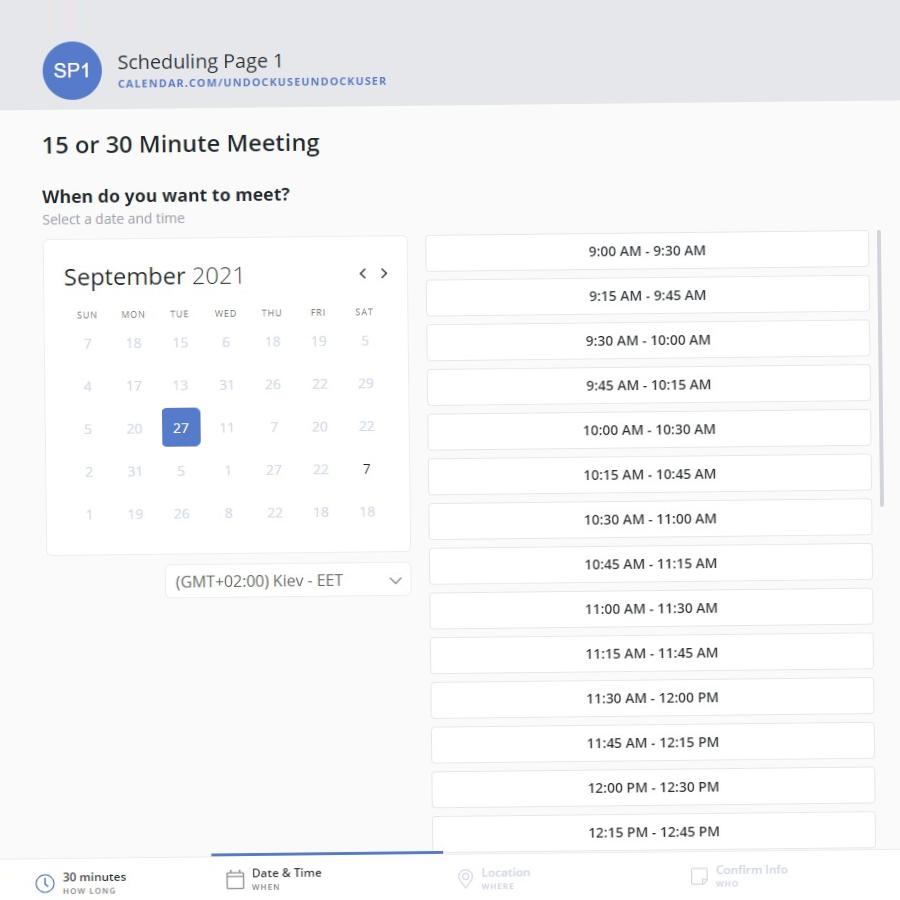 SP1
Scheduling Page 1
CALENDAR.COM/UNDOCKUSEUNDOCKUSER
15 or 30 Minute Meeting
When do you want to meet?
Select a date and time
September 2021
SUN MON TUE WED THU FRI SAT
7 18 15 6 18 19 5
4 17 13 31 26 22 29
5 20 27 11 7 20 22
2 31 5 1 27 22 7
1 19 26 8 22 18 18
(GMT+02:00) Kiev - EET
9:00 AM - 9:30 AM
9:15 AM - 9:45 AM
9:30 AM - 10:00 AM
9:45 AM - 10:15 AM
10:00 AM - 10:30 AM
10:15 AM - 10:45 AM
10:30 AM - 11:00 AM
10:45 AM - 11:15 AM
11:00 AM - 11:30 AM
11:15 AM - 11:45 AM
11:30 AM - 12:00 PM
11:45 AM - 12:15 PM
12:00 PM - 12:30 PM
12:15 PM - 12:45 PM
30 minutes
HOW LONG
Date & Time
WHEN
Location
WHERE
Confirm Info
WHO